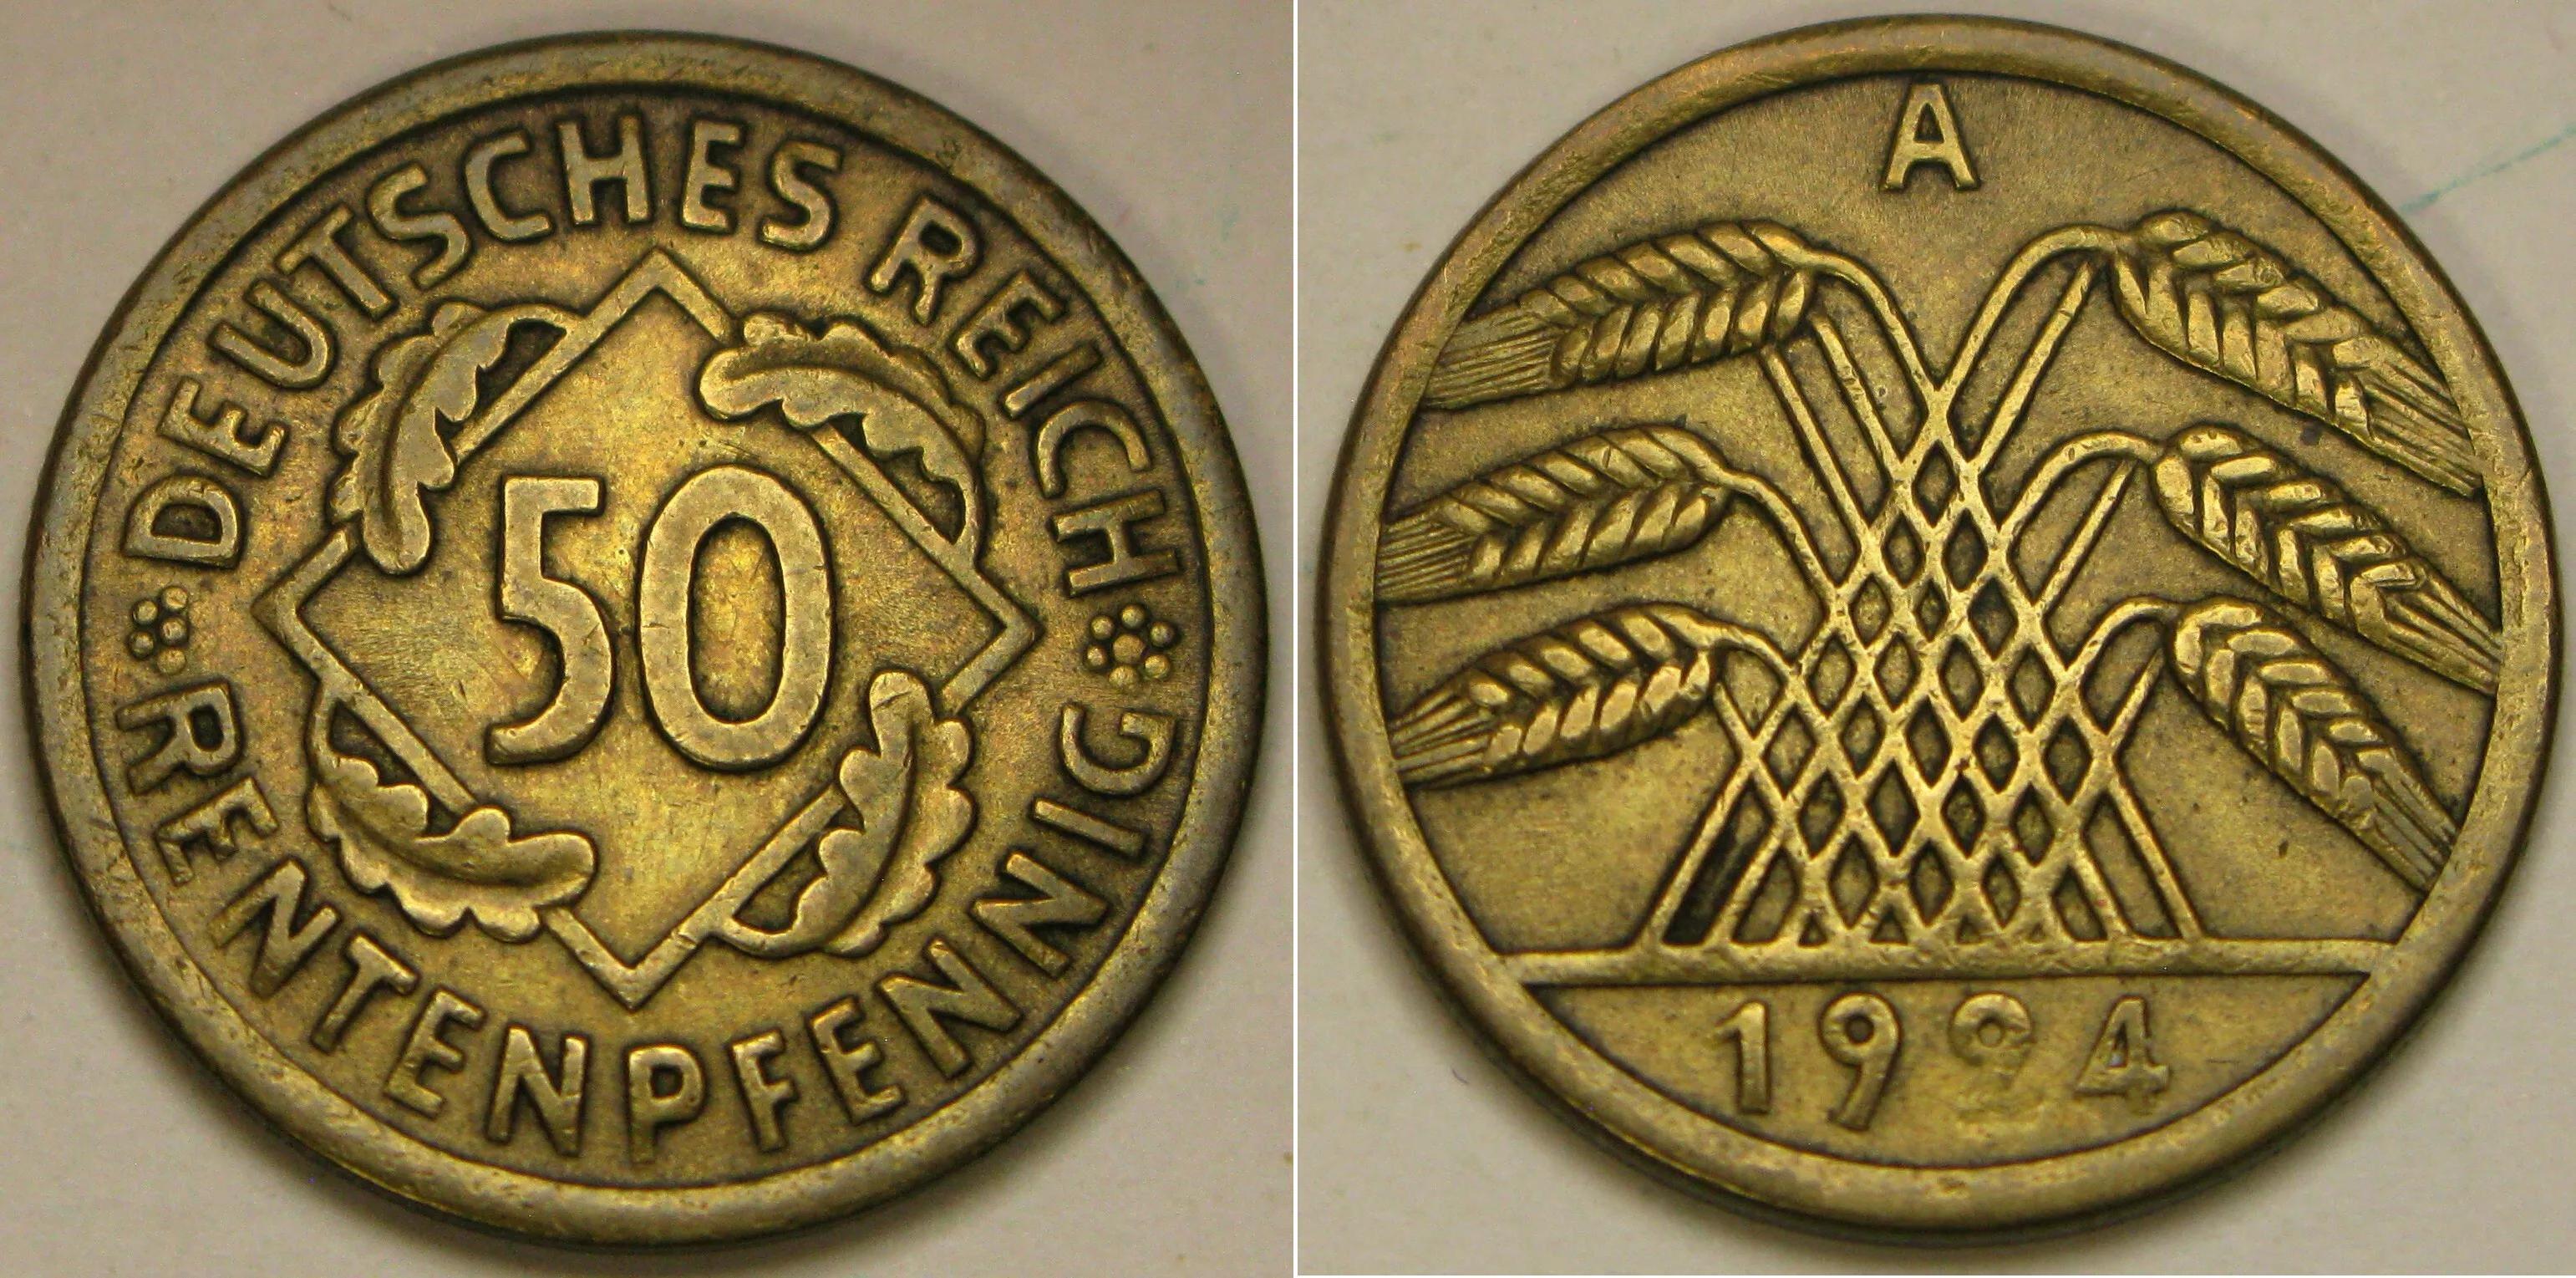 DEUTSCHES REICH
50
RENTENPFENNIG
A
1924